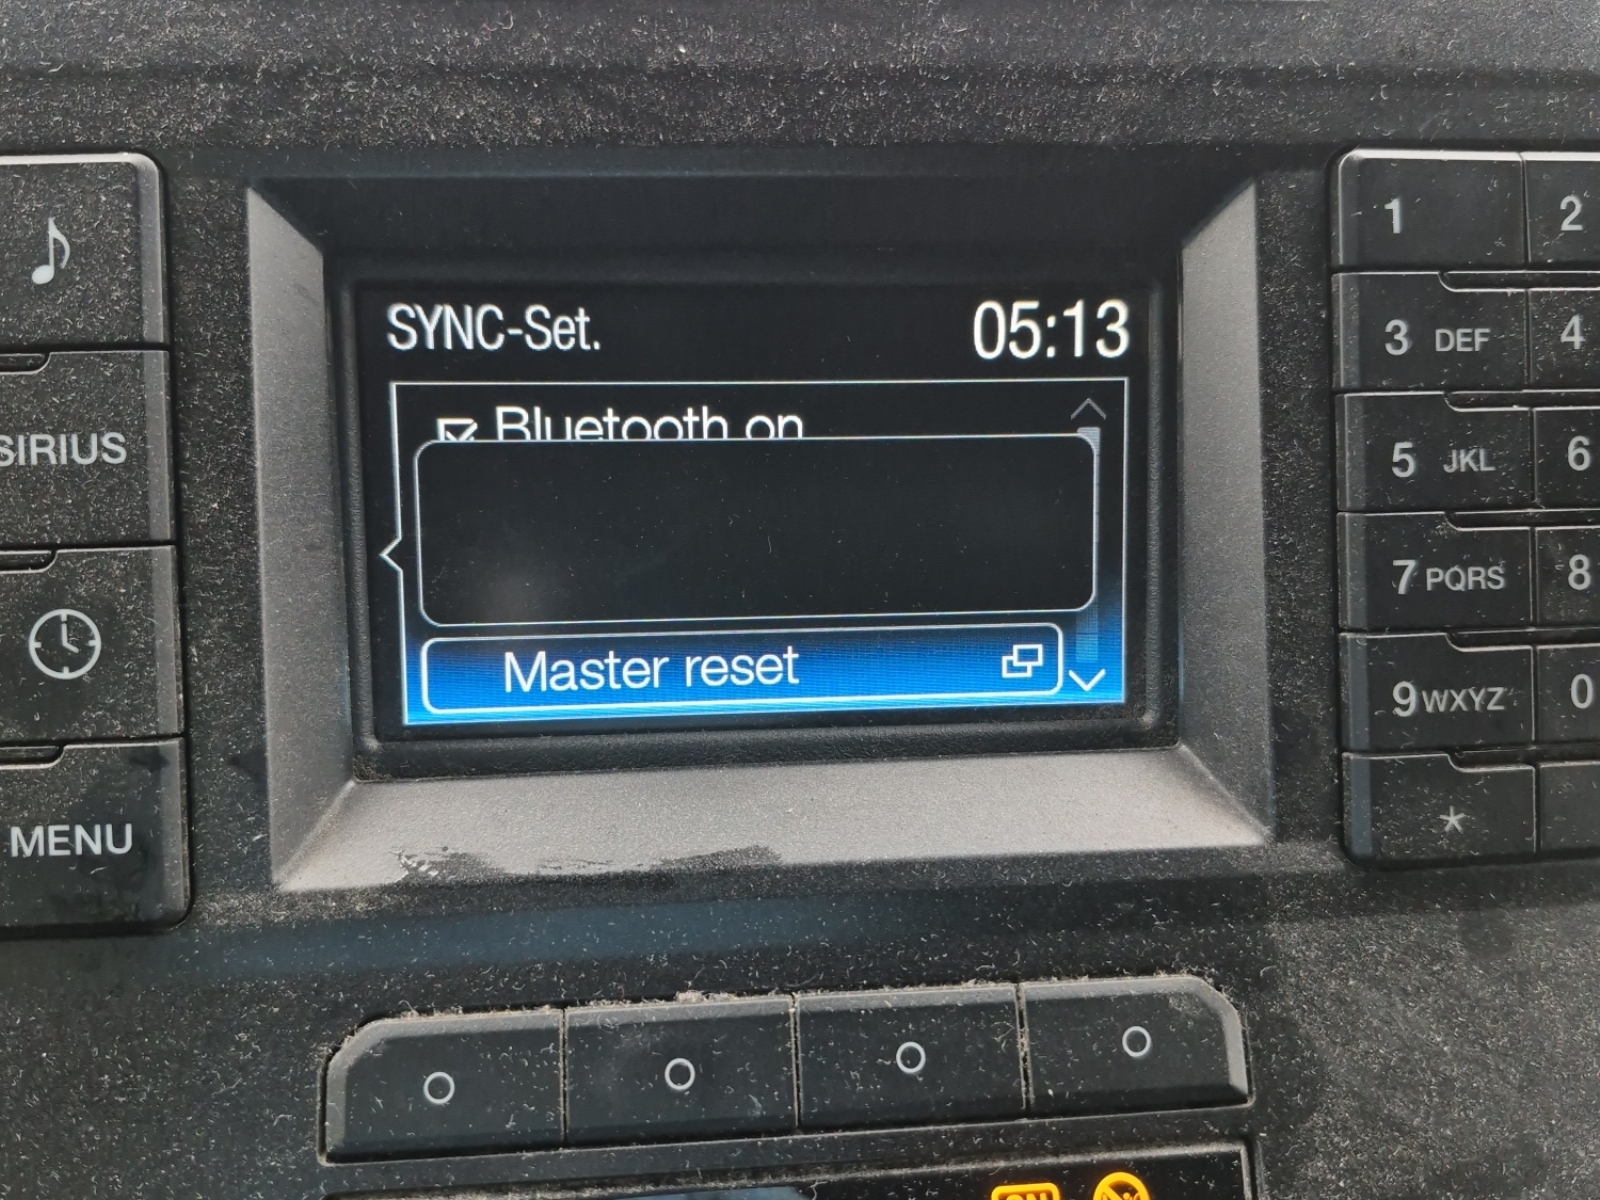 SYNC-Set. 05:13
Bluetooth on
Master reset
SIRIUS
MENU
1 2
3 DEF 4
5 JKL 6
7 PQRS 8
9 WXYZ 0
*
ON